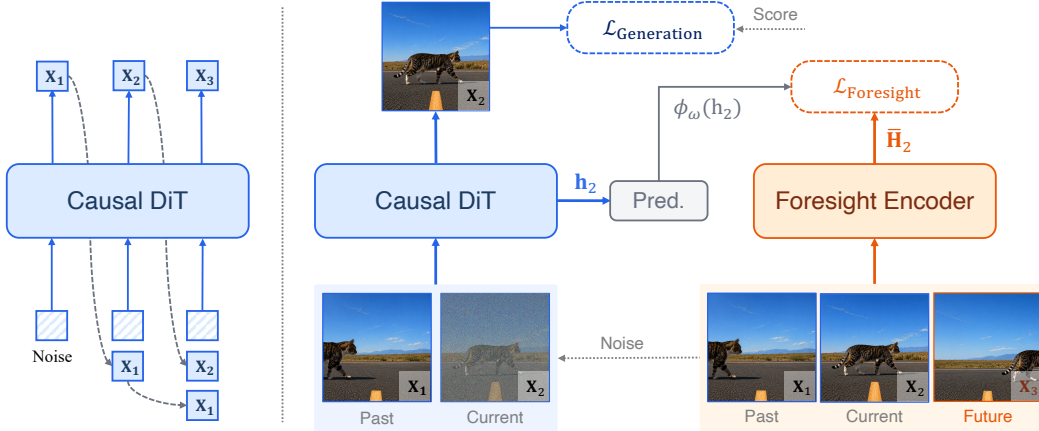 X₁
X₂
X₃
Causal DiT
Noise
X₁
X₂
X₁
X₂
ℒ_Generation
Score
ℒ_Foresight
ϕ_ω(h₂)
H̄₂
Causal DiT
h₂
Pred.
Foresight Encoder
X₁
X₂
Past
Current
Noise
X₁
X₂
X₃
Past
Current
Future